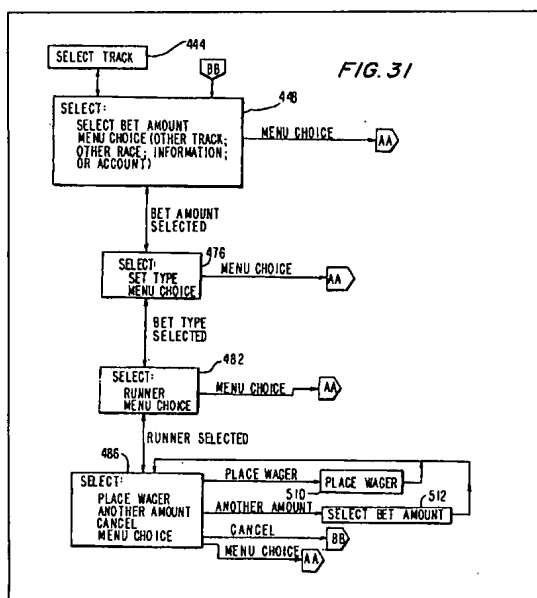 444
SELECT TRACK
BB
FIG. 31
448
SELECT:
SELECT BET AMOUNT
MENU CHOICE (OTHER TRACK;
OTHER RACE; INFORMATION;
OR ACCOUNT)
MENU CHOICE
AA
BET AMOUNT
SELECTED
476
SELECT:
SET TYPE
MENU CHOICE
MENU CHOICE
AA
BET TYPE
SELECTED
482
SELECT:
RUNNER
MENU CHOICE
MENU CHOICE
AA
RUNNER SELECTED
486
SELECT:
PLACE WAGER
ANOTHER AMOUNT
CANCEL
MENU CHOICE
PLACE WAGER
PLACE WAGER
510
ANOTHER AMOUNT
512
SELECT BET AMOUNT
CANCEL
BB
MENU CHOICE
AA